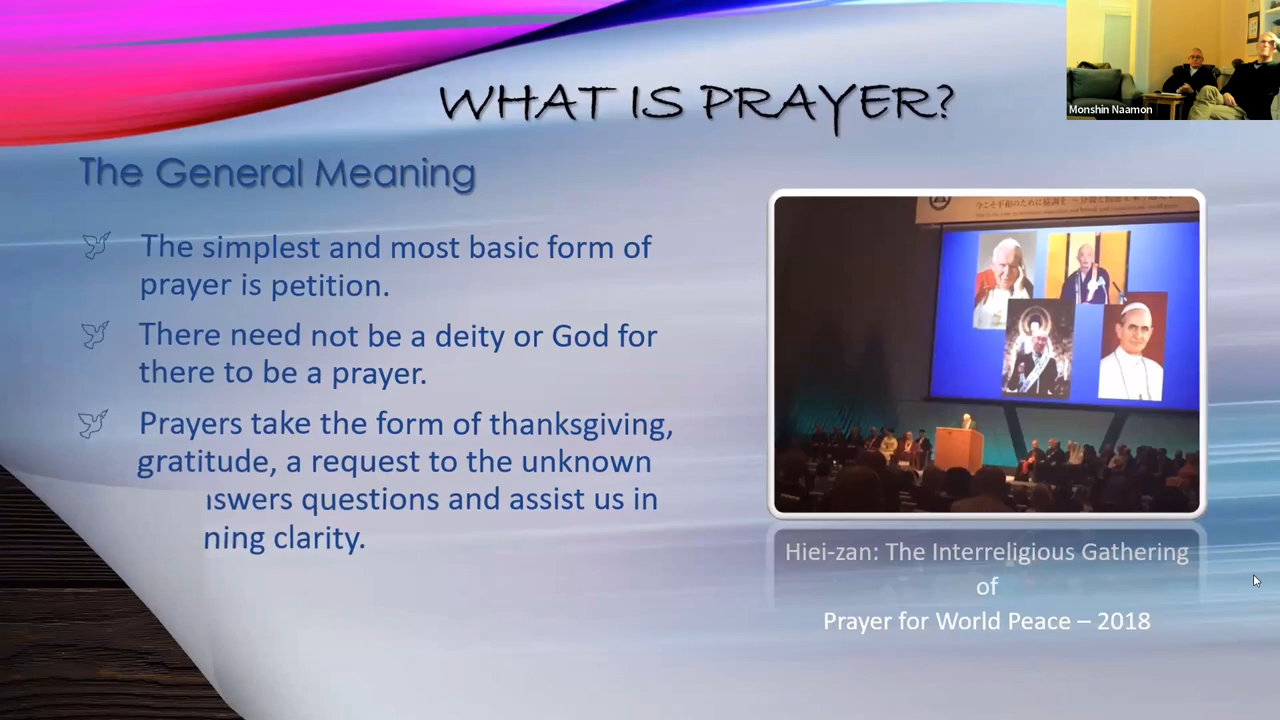 WHAT IS PRAYER?
Monshin Naamon
The General Meaning
The simplest and most basic form of
prayer is petition.
There need not be a deity or God for
there to be a prayer.
Prayers take the form of thanksgiving,
gratitude, a request to the unknown
swers questions and assist us in
ning clarity.
Hiei-zan: The Interreligious Gathering
of
Prayer for World Peace – 2018